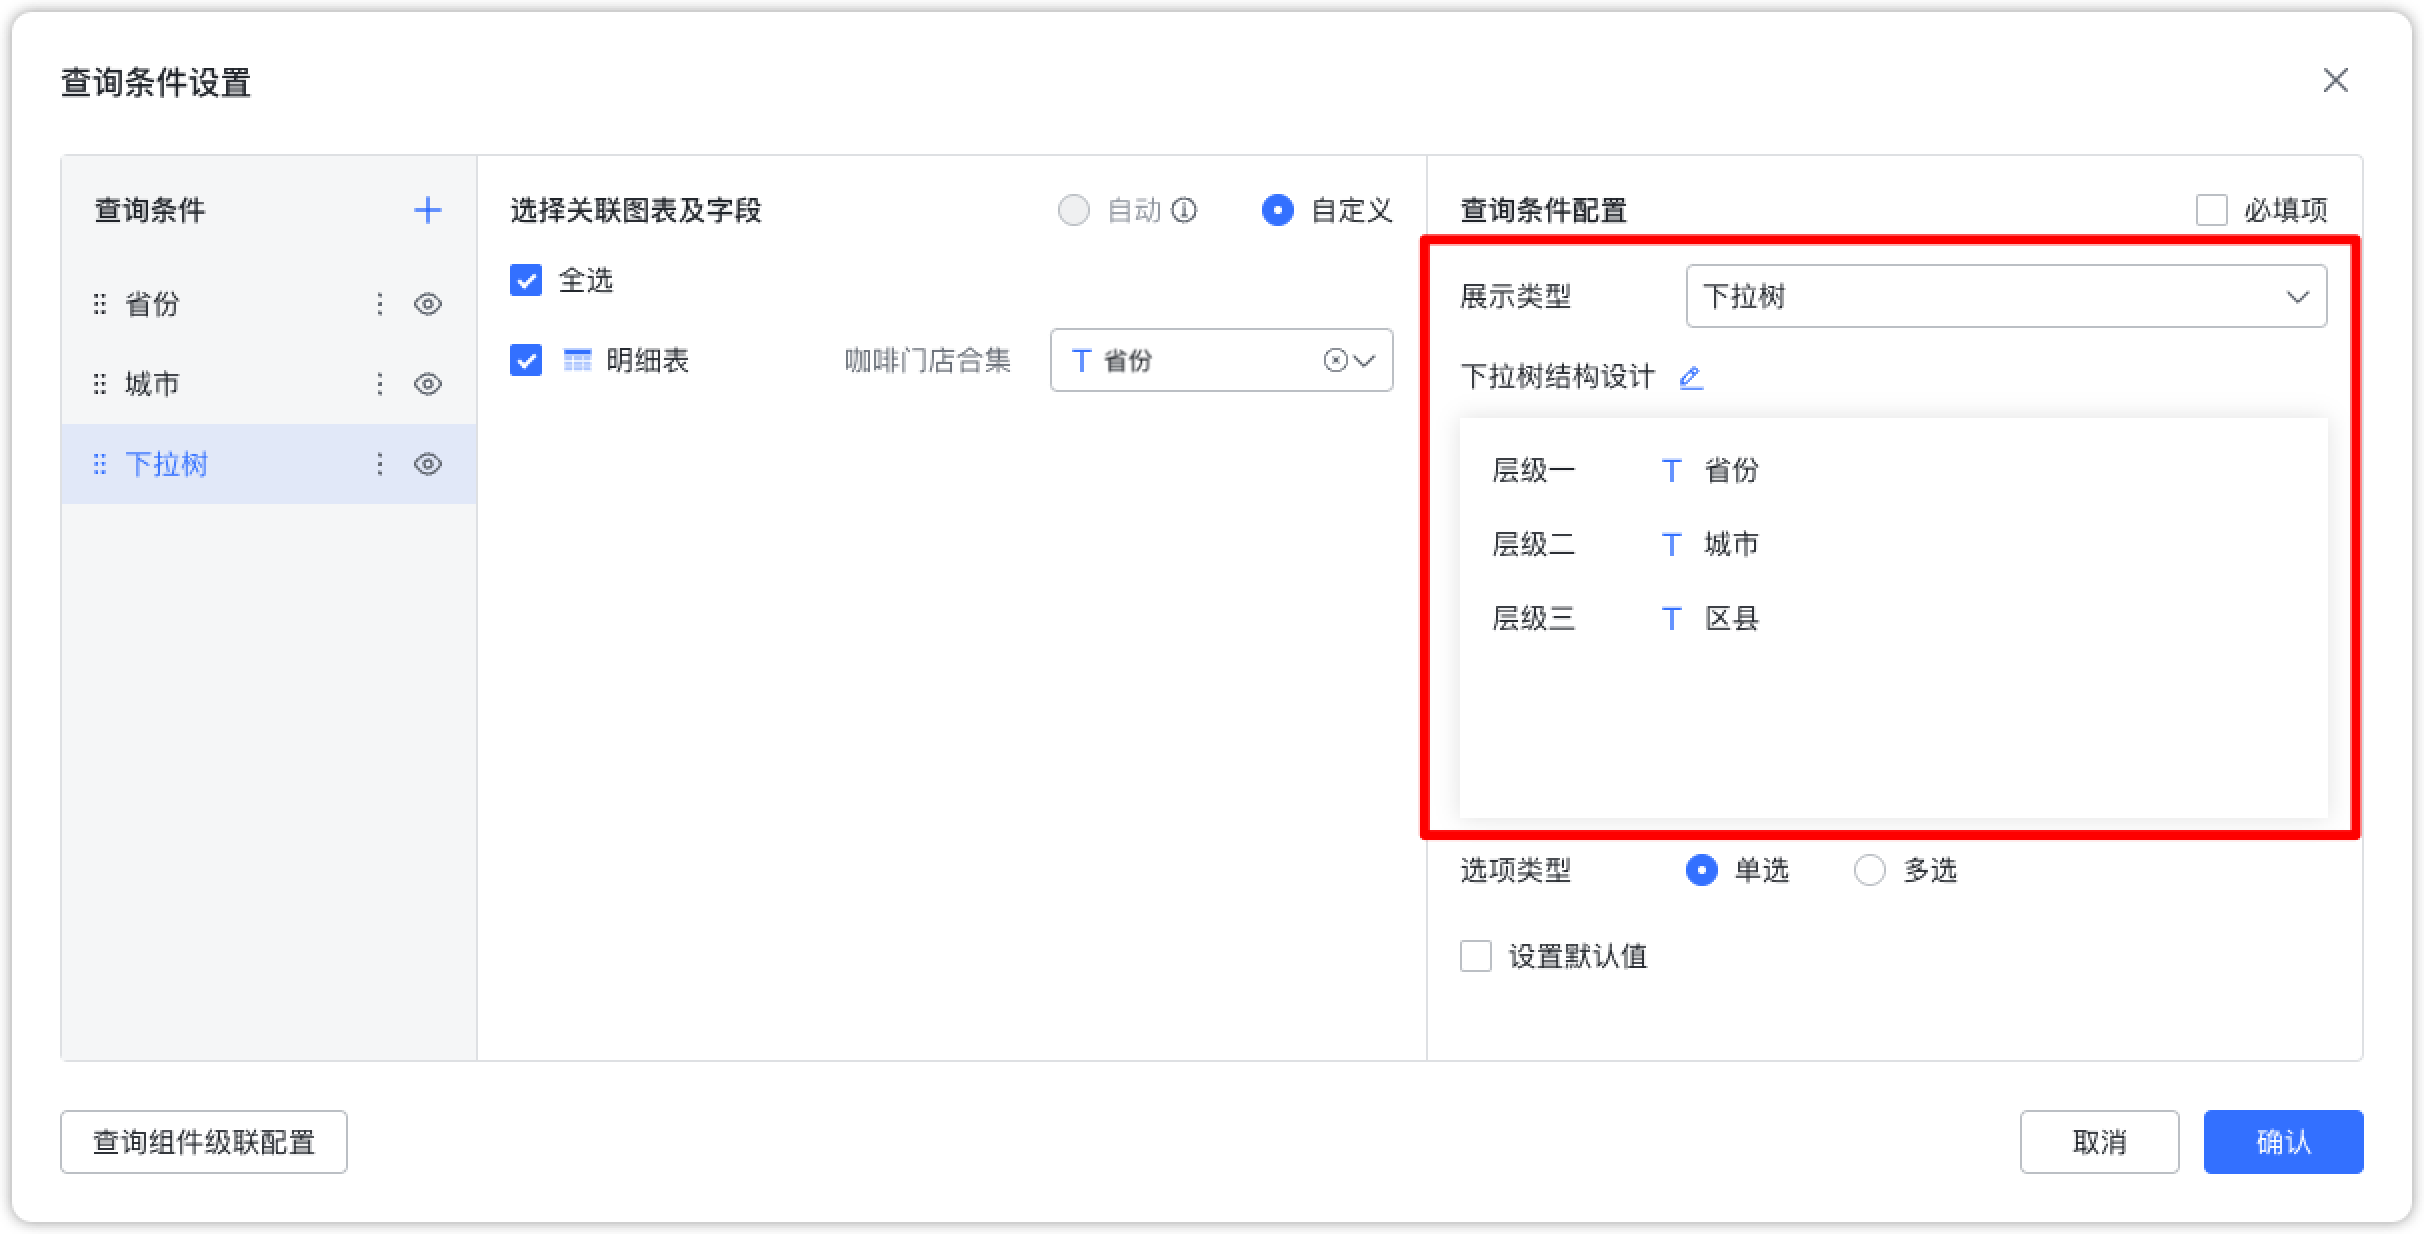 查询条件设置
查询条件
省份
城市
下拉树
选择关联图表及字段
自动
自定义
全选
明细表
咖啡门店合集
T 省份
查询条件配置
必填项
展示类型
下拉树
下拉树结构设计
层级一 T 省份
层级二 T 城市
层级三 T 区县
选项类型
单选
多选
设置默认值
查询组件级联配置
取消
确认